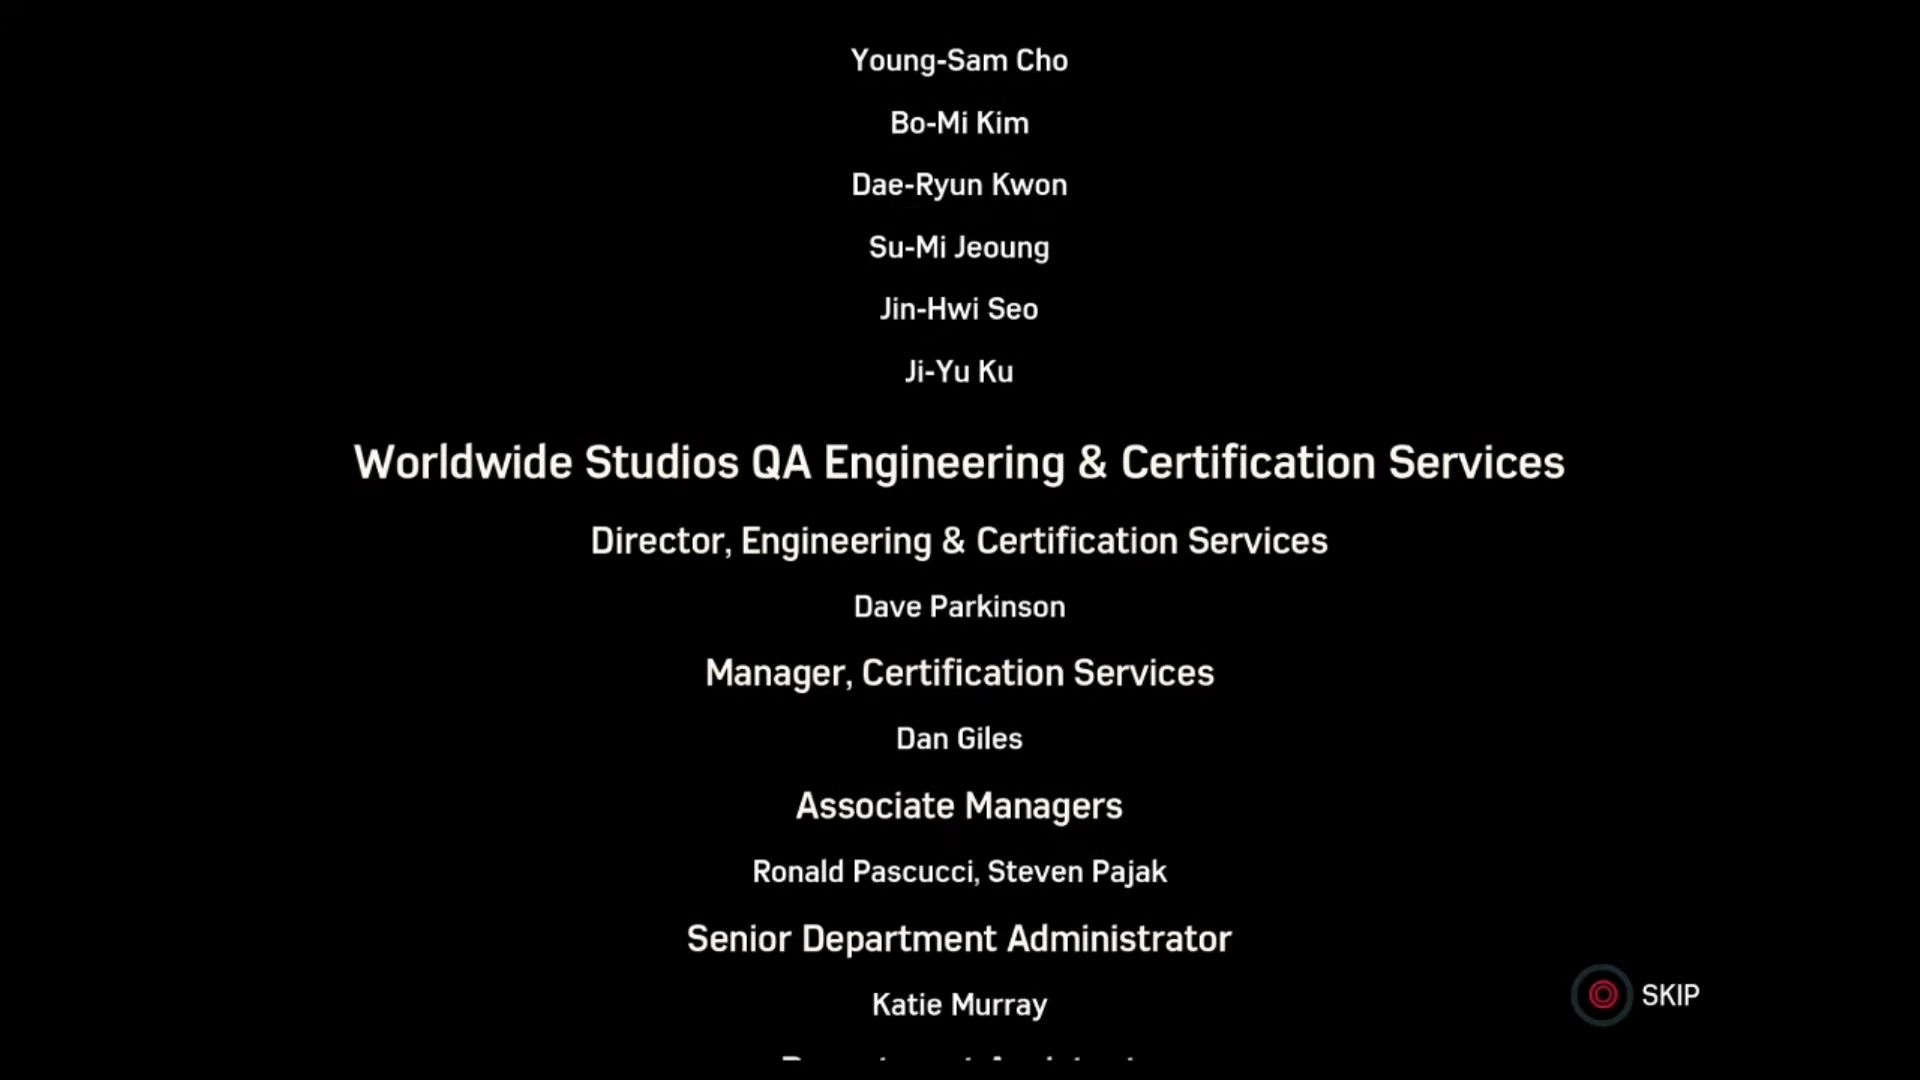 Young-Sam Cho
Bo-Mi Kim
Dae-Ryun Kwon
Su-Mi Jeoung
Jin-Hwi Seo
Ji-Yu Ku
Worldwide Studios QA Engineering & Certification Services
Director, Engineering & Certification Services
Dave Parkinson
Manager, Certification Services
Dan Giles
Associate Managers
Ronald Pascucci, Steven Pajak
Senior Department Administrator
Katie Murray
SKIP